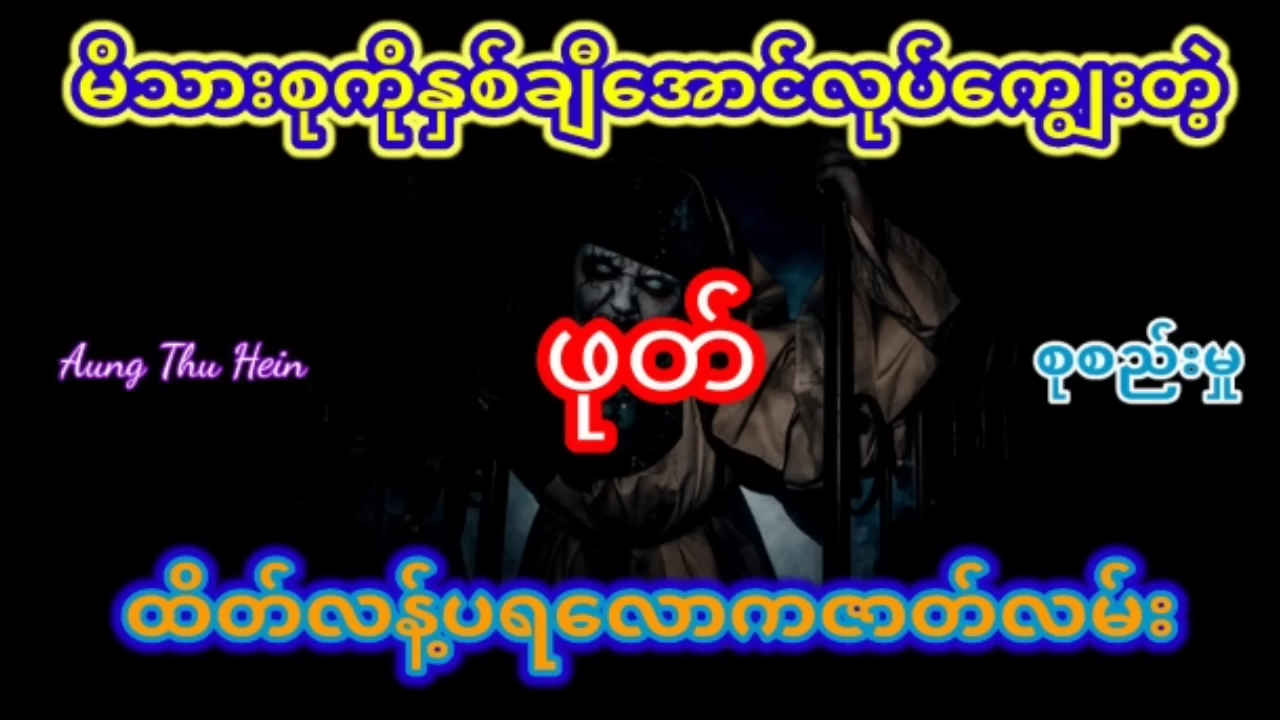 မိသားစုကိုနှစ်ချီအောင်လုပ်ကျွေးတဲ့
ဖုတ်
Aung Thu Hein
စုစည်းမှု
ထိတ်လန့်ပရလောကဇာတ်လမ်း